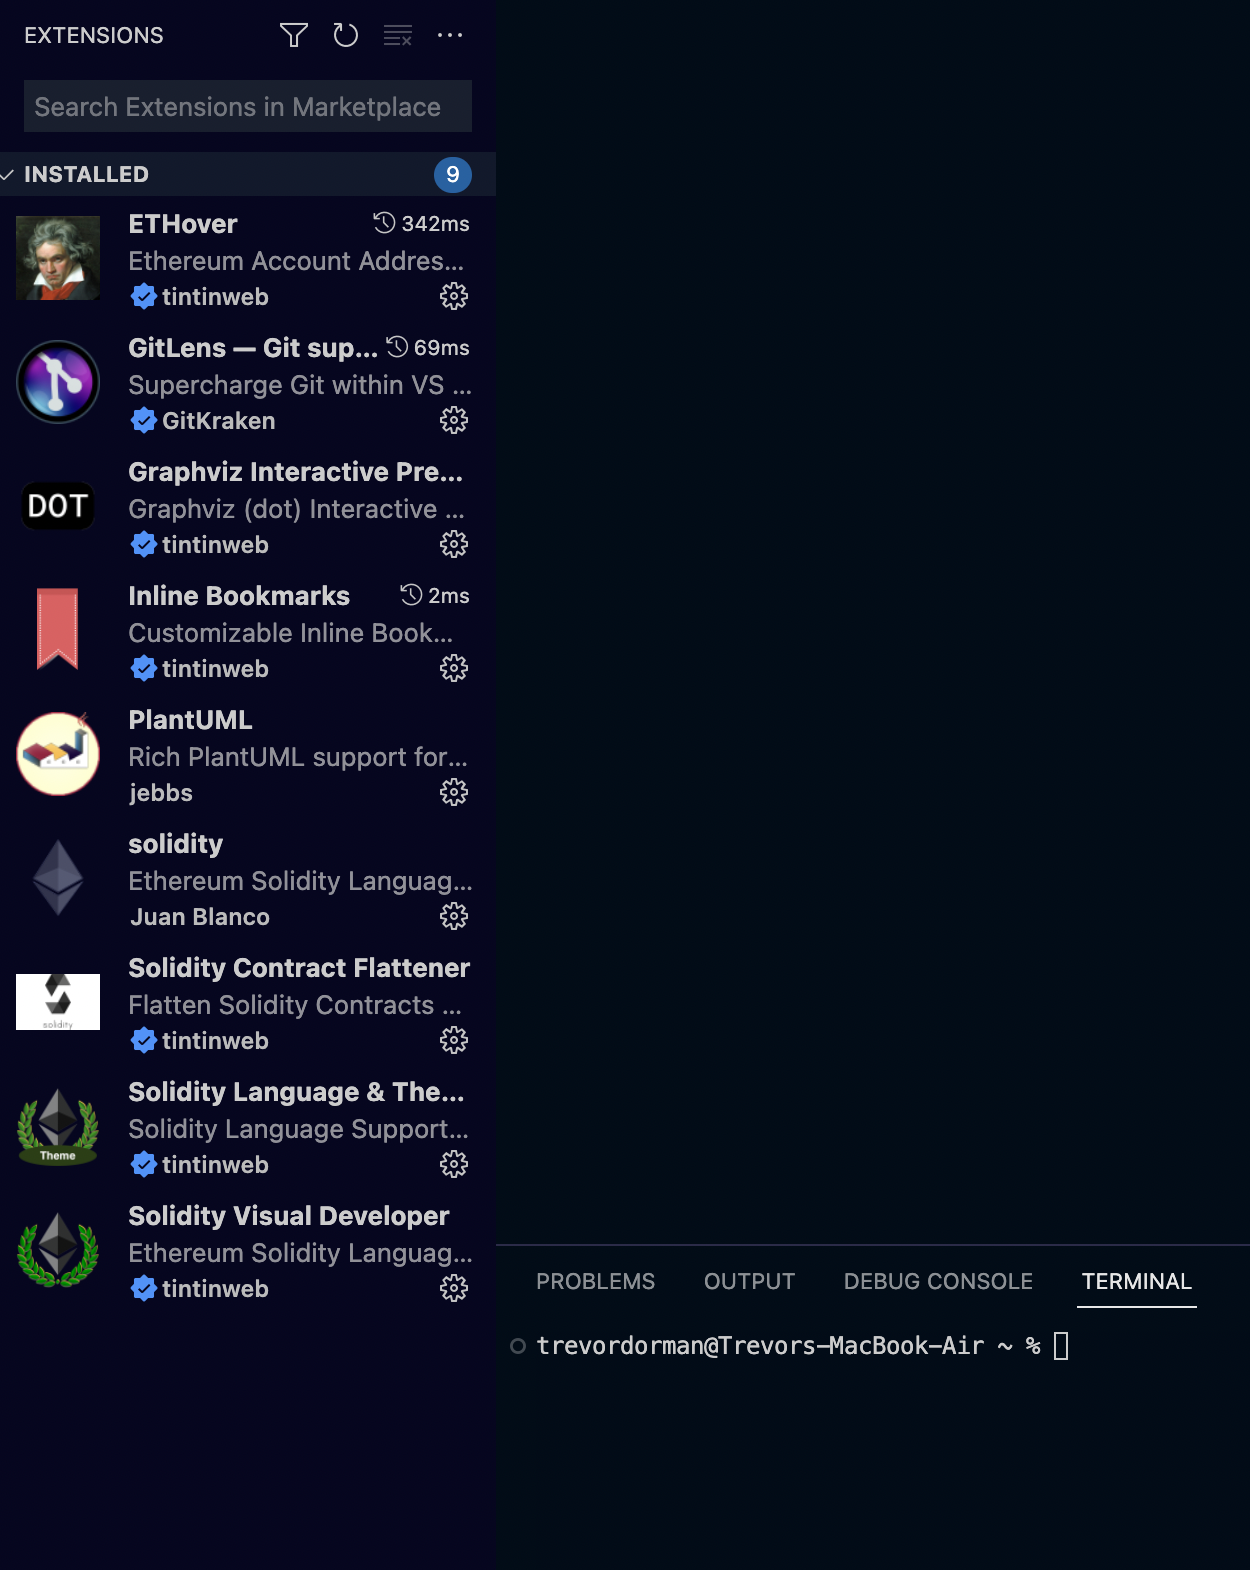 EXTENSIONS
Search Extensions in Marketplace
INSTALLED 9
ETHover 342ms
Ethereum Account Addres...
tintinweb
GitLens — Git sup... 69ms
Supercharge Git within VS ...
GitKraken
DOT
Graphviz Interactive Pre...
Graphviz (dot) Interactive ...
tintinweb
Inline Bookmarks 2ms
Customizable Inline Book...
tintinweb
PlantUML
Rich PlantUML support for...
jebbs
solidity
Ethereum Solidity Languag...
Juan Blanco
Solidity Contract Flattener
Flatten Solidity Contracts ...
solidity
tintinweb
Solidity Language & The...
Solidity Language Support...
Theme
tintinweb
Solidity Visual Developer
Ethereum Solidity Languag...
tintinweb
PROBLEMS OUTPUT DEBUG CONSOLE TERMINAL
trevordorman@Trevors-MacBook-Air ~ %